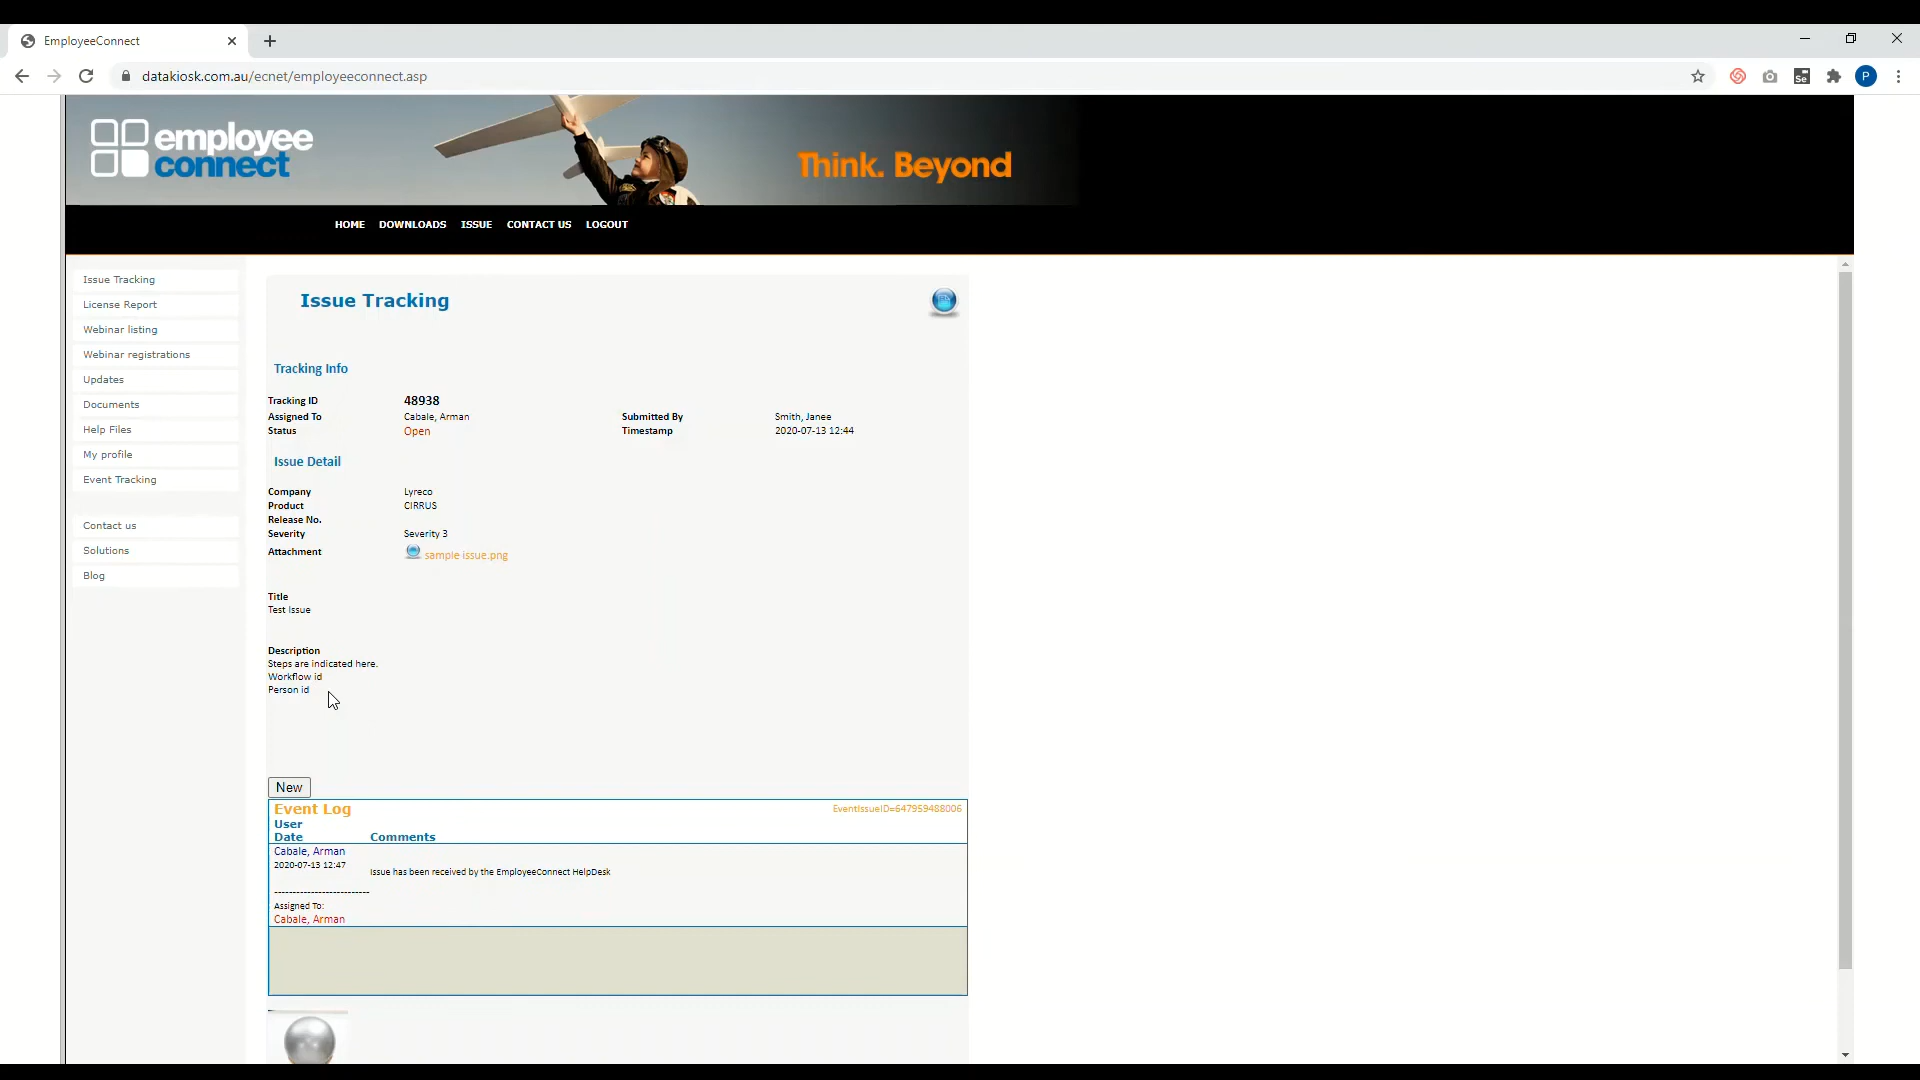 EmployeeConnect
datakiosk.com.au/ecnet/employeeconnect.asp
Se
P
employee
connect
Think. Beyond
HOME DOWNLOADS ISSUE CONTACT US LOGOUT
Issue Tracking
License Report
Webinar listing
Webinar registrations
Updates
Documents
Help Files
My profile
Event Tracking
Contact us
Solutions
Blog
Issue Tracking
Tracking Info
Tracking ID 48938
Assigned To Cabale, Arman Submitted By Smith, Janee
Status Open Timestamp 2020-07-13 12:44
Issue Detail
Company Lyreco
Product CIRRUS
Release No.
Severity Severity 3
Attachment sample issue.png
Title
Test Issue
Description
Steps are indicated here.
Workflow id
Person id
New
Event Log EventIssueID=647959488006
User
Date Comments
Cabale, Arman
2020-07-13 12:47
Issue has been received by the EmployeeConnect HelpDesk
--------------------------
Assigned To:
Cabale, Arman